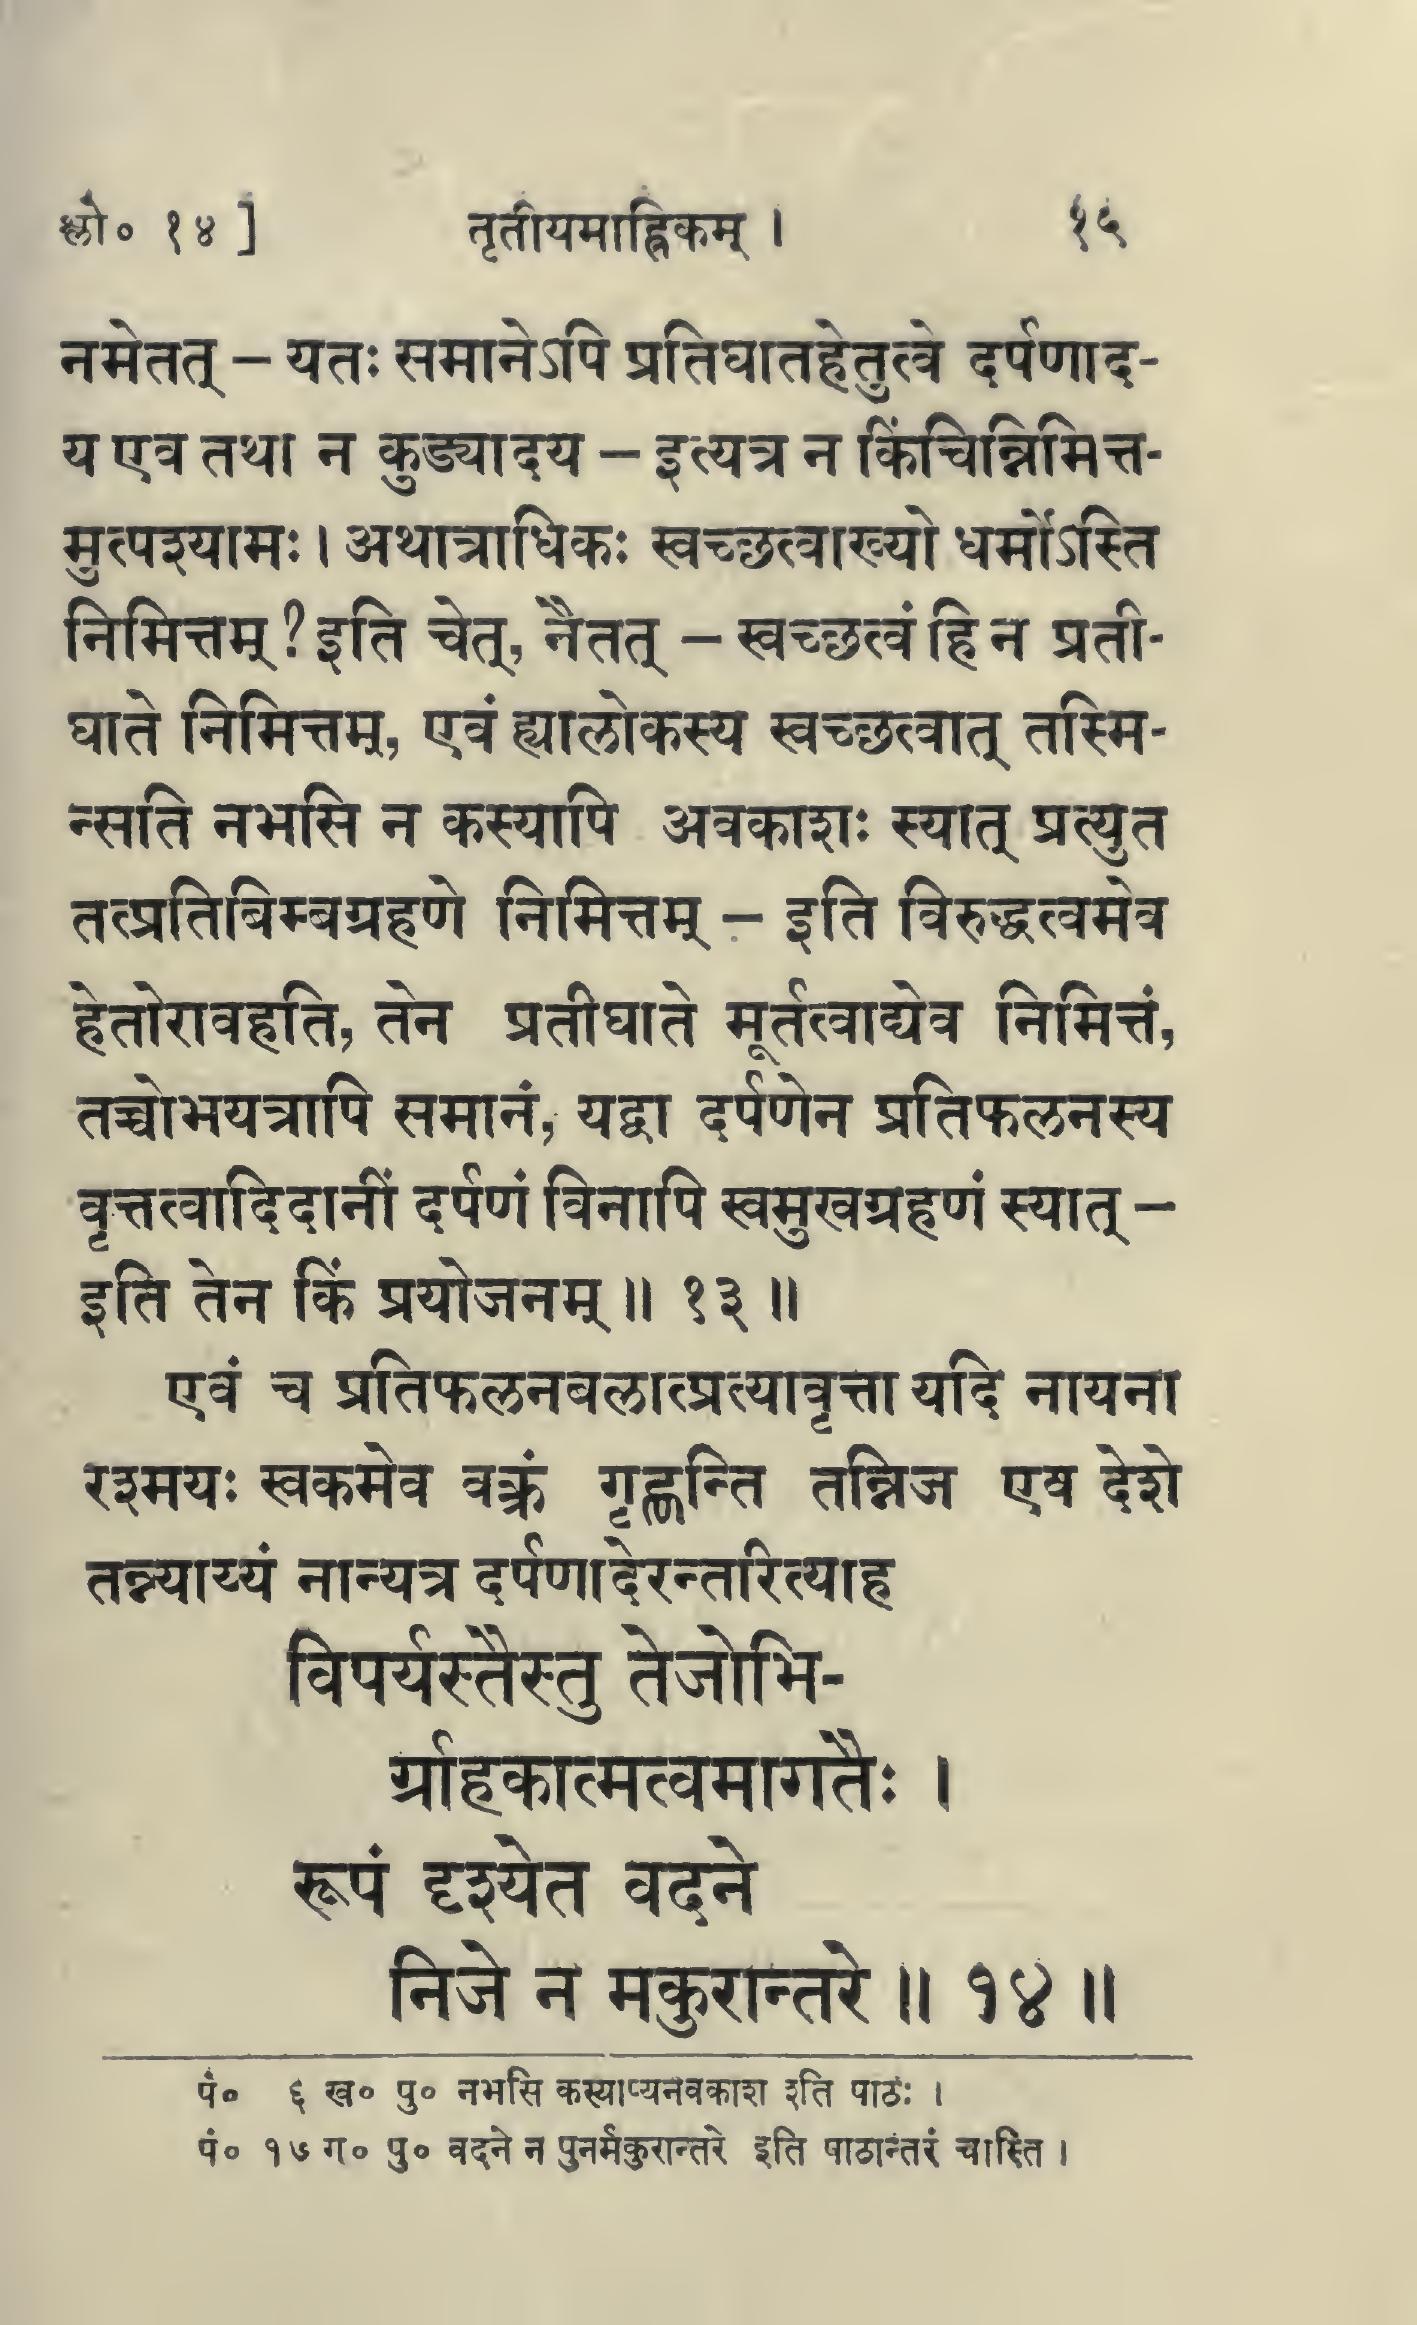 श्लो० १४ ] तृतीयमाह्निकम् । १५
नमेतत् – यतः समानेऽपि प्रतिघातहेतुत्वे दर्पणाद-
य एव तथा न कुड्यादय – इत्यत्र न किंचिन्निमित्त-
मुत्पश्यामः । अथात्राधिकः स्वच्छत्वाख्यो धर्मोऽस्ति
निमित्तम् ? इति चेत्, नैतत् – स्वच्छत्वं हि न प्रती-
घाते निमित्तम्, एवं ह्यालोकस्य स्वच्छत्वात् तस्मि-
न्सति नभसि न कस्यापि अवकाशः स्यात् प्रत्युत
तत्प्रतिबिम्बग्रहणे निमित्तम् – इति विरुद्धत्वमेव
हेतोरावहति, तेन प्रतीघाते मूर्तत्वाद्येव निमित्तं,
तच्चोभयत्रापि समानं, यद्वा दर्पणेन प्रतिफलनस्य
वृत्तत्वादिदानीं दर्पणं विनापि स्वमुखग्रहणं स्यात् –
इति तेन किं प्रयोजनम् ॥ १३ ॥
एवं च प्रतिफलनबलात्प्रत्यावृत्ता यदि नायना
रश्मयः स्वकमेव वक्त्रं गृह्णन्ति तन्निज एव देशे
तन्न्याय्यं नान्यत्र दर्पणादेरन्तरित्याह
विपर्यस्तैस्तु तेजोभि-
र्ग्राहकात्मत्वमागतैः ।
रूपं दृश्येत वदने
निजे न मकुरान्तरे ॥ १४ ॥
पं० ६ ख० पु० नभसि कस्याप्यनवकाश इति पाठः ।
पं० १७ ग० पु० वदने न पुनर्मकुरान्तरे इति पाठान्तरं चास्ति ।